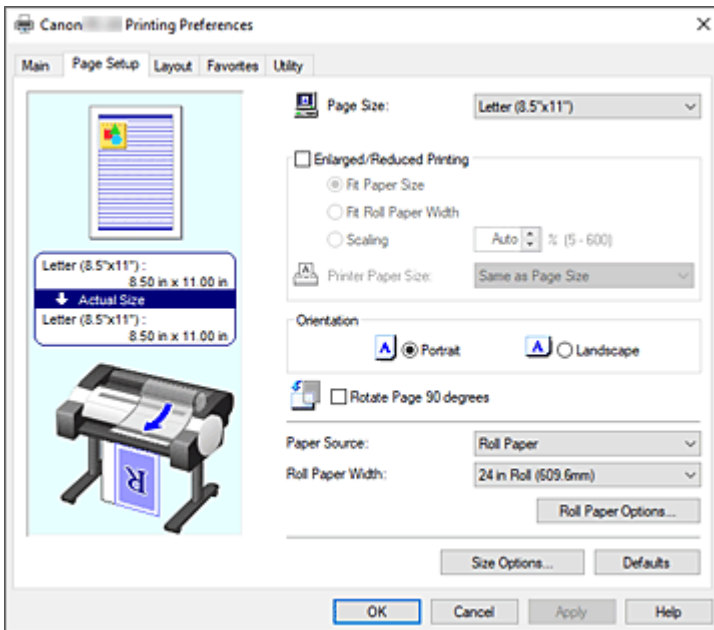 Canon Printing Preferences
Main Page Setup Layout Favorites Utility
Page Size: Letter (8.5"x11")
Enlarged/Reduced Printing
Fit Paper Size
Fit Roll Paper Width
Scaling Auto % (5 - 600)
Printer Paper Size: Same as Page Size
Letter (8.5"x11") :
8.50 in x 11.00 in
Actual Size
Letter (8.5"x11") :
8.50 in x 11.00 in
Orientation
A Portrait A Landscape
Rotate Page 90 degrees
R
Paper Source: Roll Paper
Roll Paper Width: 24 in Roll (609.6mm)
Roll Paper Options...
Size Options... Defaults
OK Cancel Apply Help